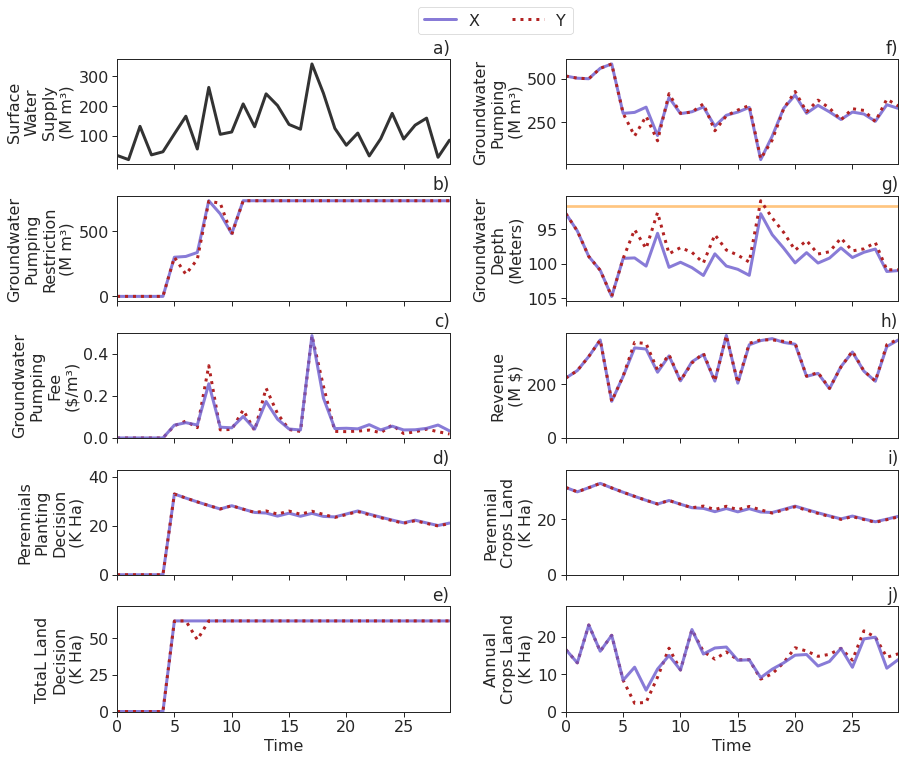 X Y
a)
Surface
Water
Supply
(M m³)
300
200
100
b)
Groundwater
Pumping
Restriction
(M m³)
500
0
c)
Groundwater
Pumping
Fee
($/m³)
0.4
0.2
0.0
d)
Perennials
Planting
Decision
(K Ha)
40
20
0
e)
TotaL Land
Decision
(K Ha)
50
25
0
0 5 10 15 20 25
Time
f)
Groundwater
Pumping
(M m³)
500
250
g)
Groundwater
Depth
(Meters)
95
100
105
h)
Revenue
(M $)
200
0
i)
Perennial
Crops Land
(K Ha)
20
0
j)
Annual
Crops Land
(K Ha)
20
10
0
0 5 10 15 20 25
Time